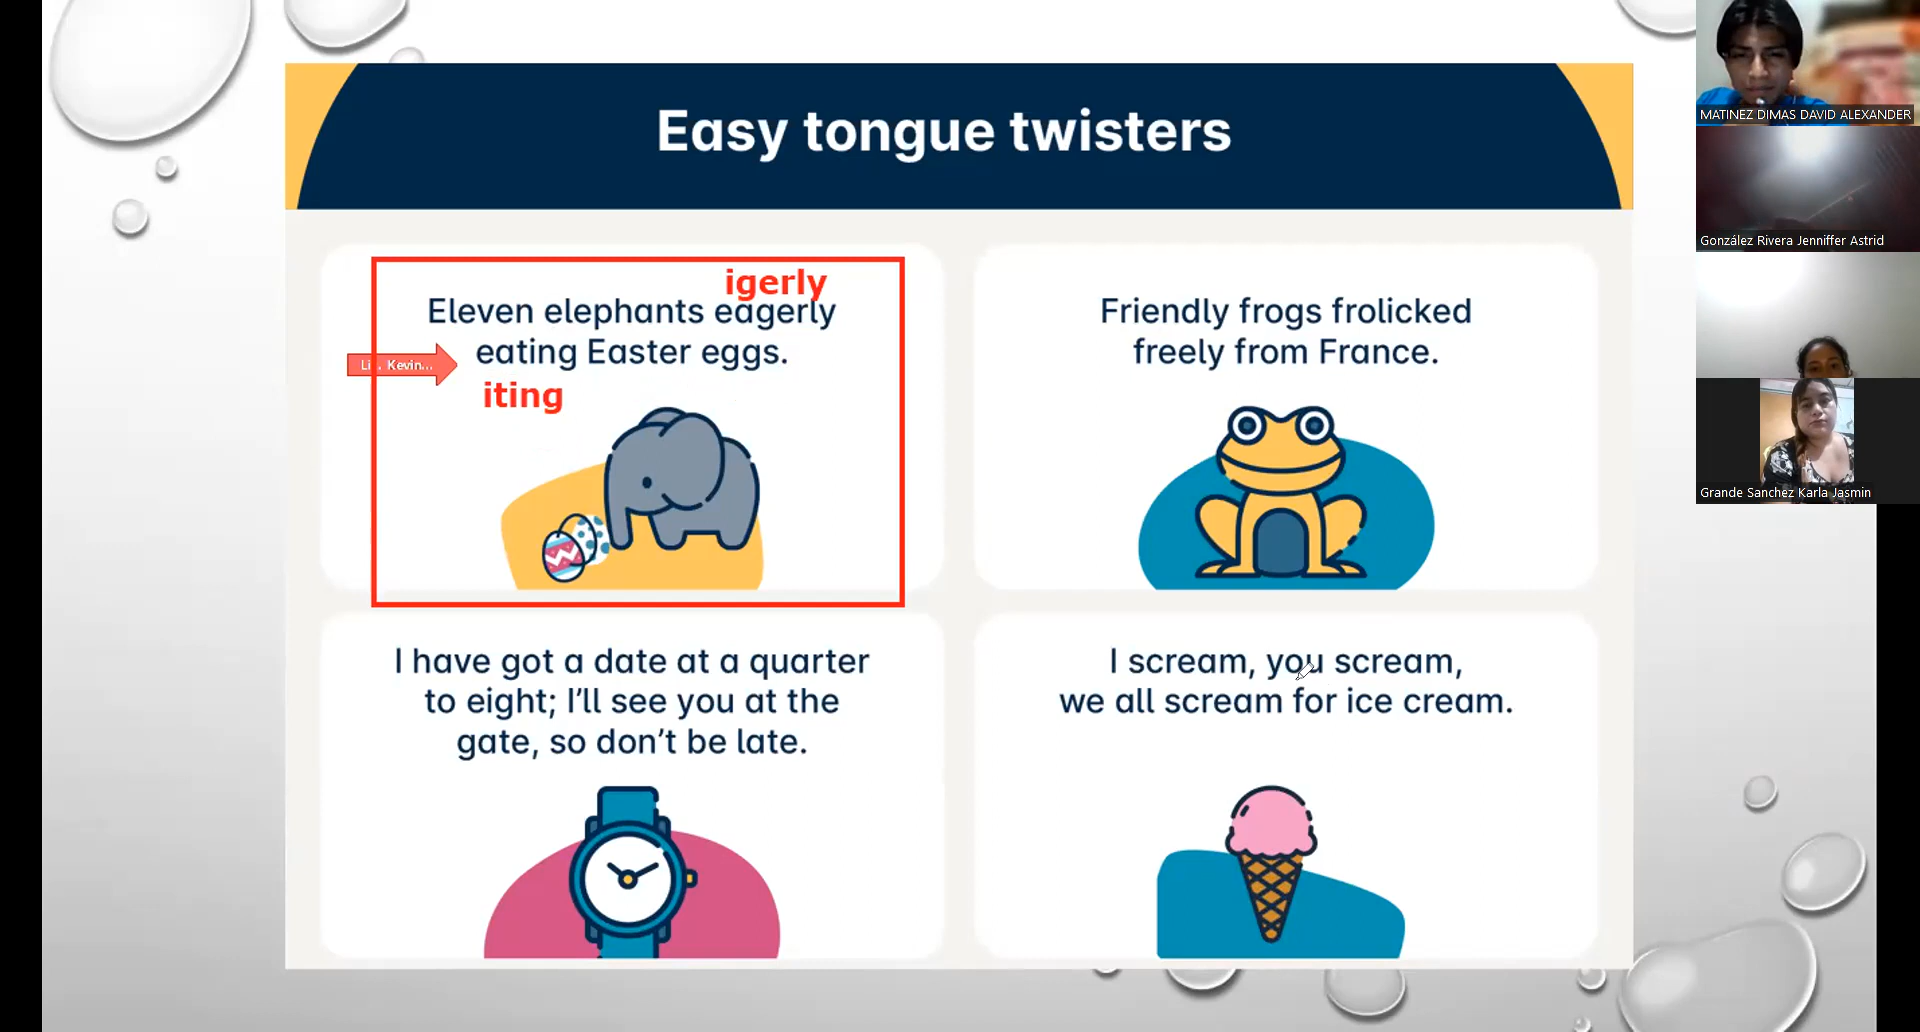 Easy tongue twisters
igerly
Eleven elephants eagerly
eating Easter eggs.
Li.. Kevin...
iting
Friendly frogs frolicked
freely from France.
I have got a date at a quarter
to eight; I'll see you at the
gate, so don't be late.
I scream, you scream,
we all scream for ice cream.
MATINEZ DIMAS DAVID ALEXANDER
González Rivera Jenniffer Astrid
Grande Sanchez Karla Jasmin